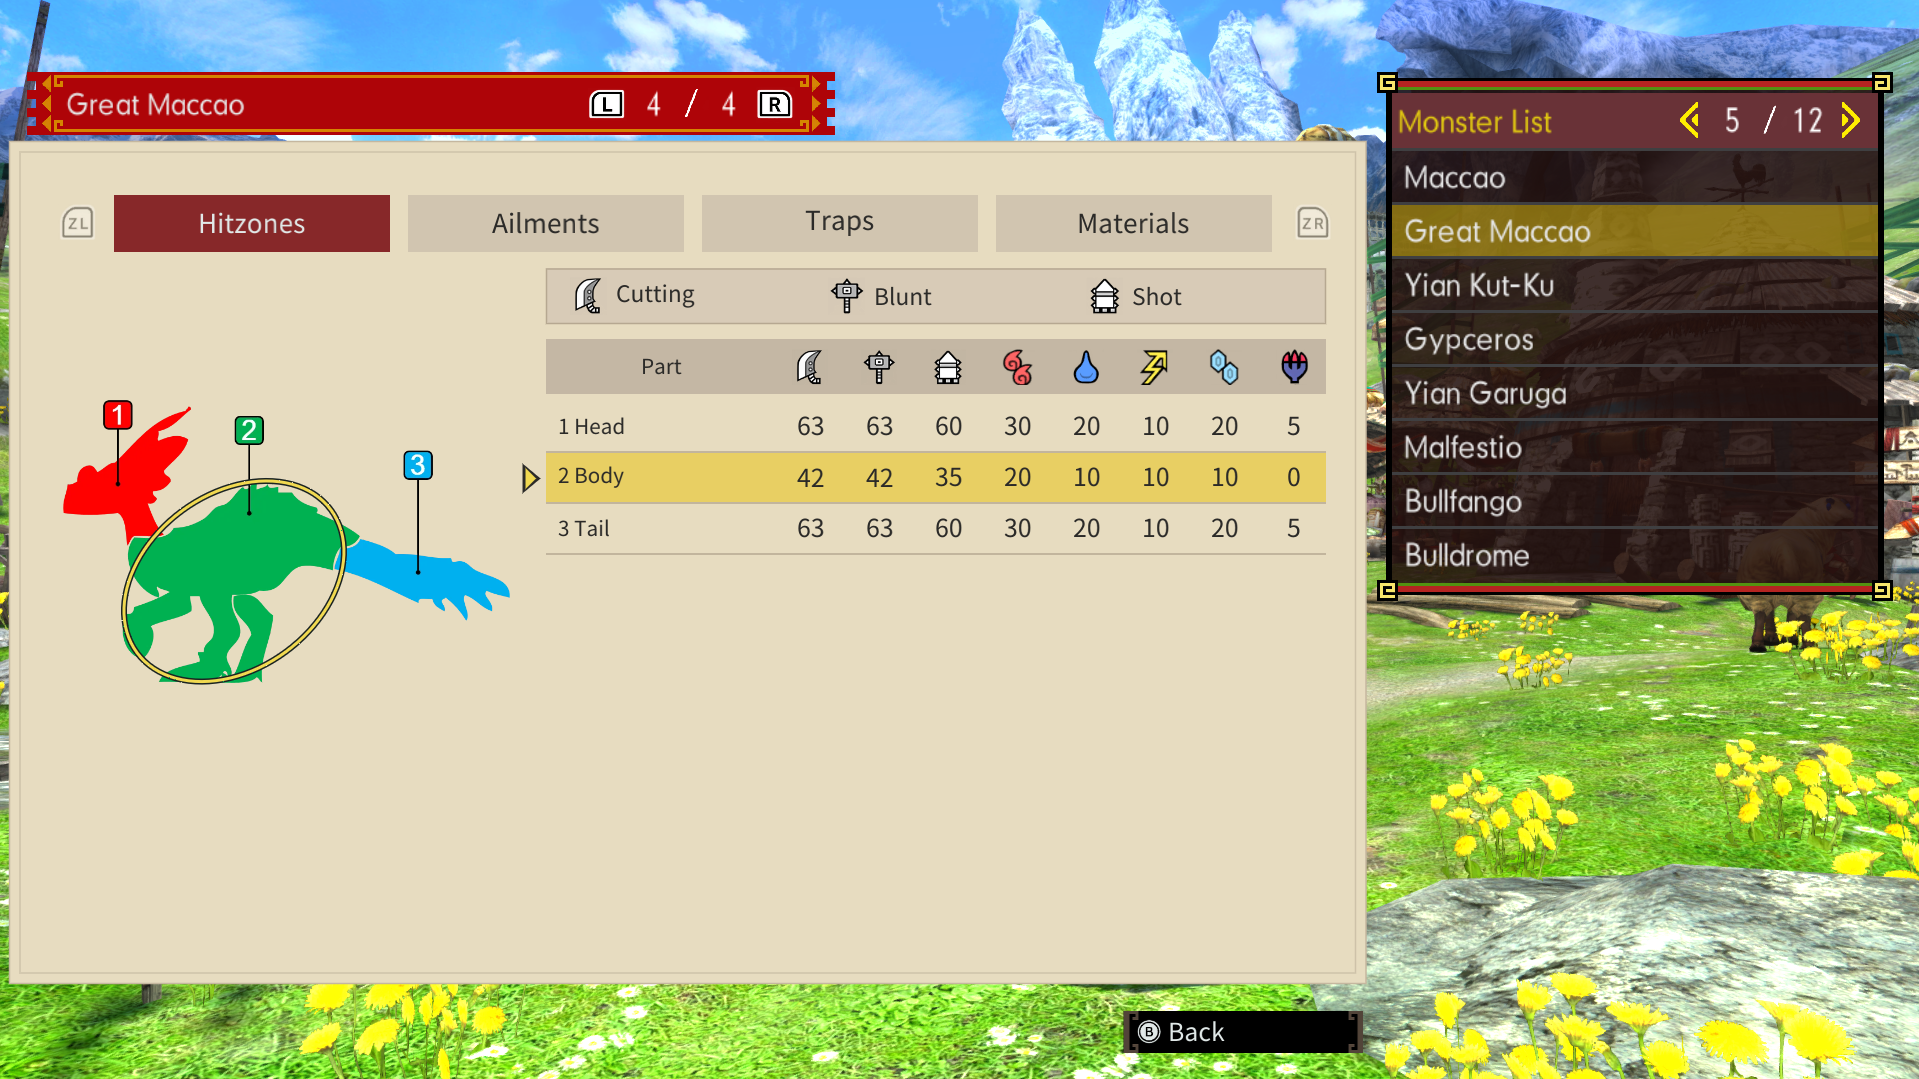 Great Maccao
L 4 / 4 R
Monster List 5 / 12
Maccao
Great Maccao
Yian Kut-Ku
Gypceros
Yian Garuga
Malfestio
Bullfango
Bulldrome
ZL Hitzones Ailments Traps Materials ZR
Cutting Blunt Shot
Part
1 Head 63 63 60 30 20 10 20 5
2 Body 42 42 35 20 10 10 10 0
3 Tail 63 63 60 30 20 10 20 5
1
2
3
B Back